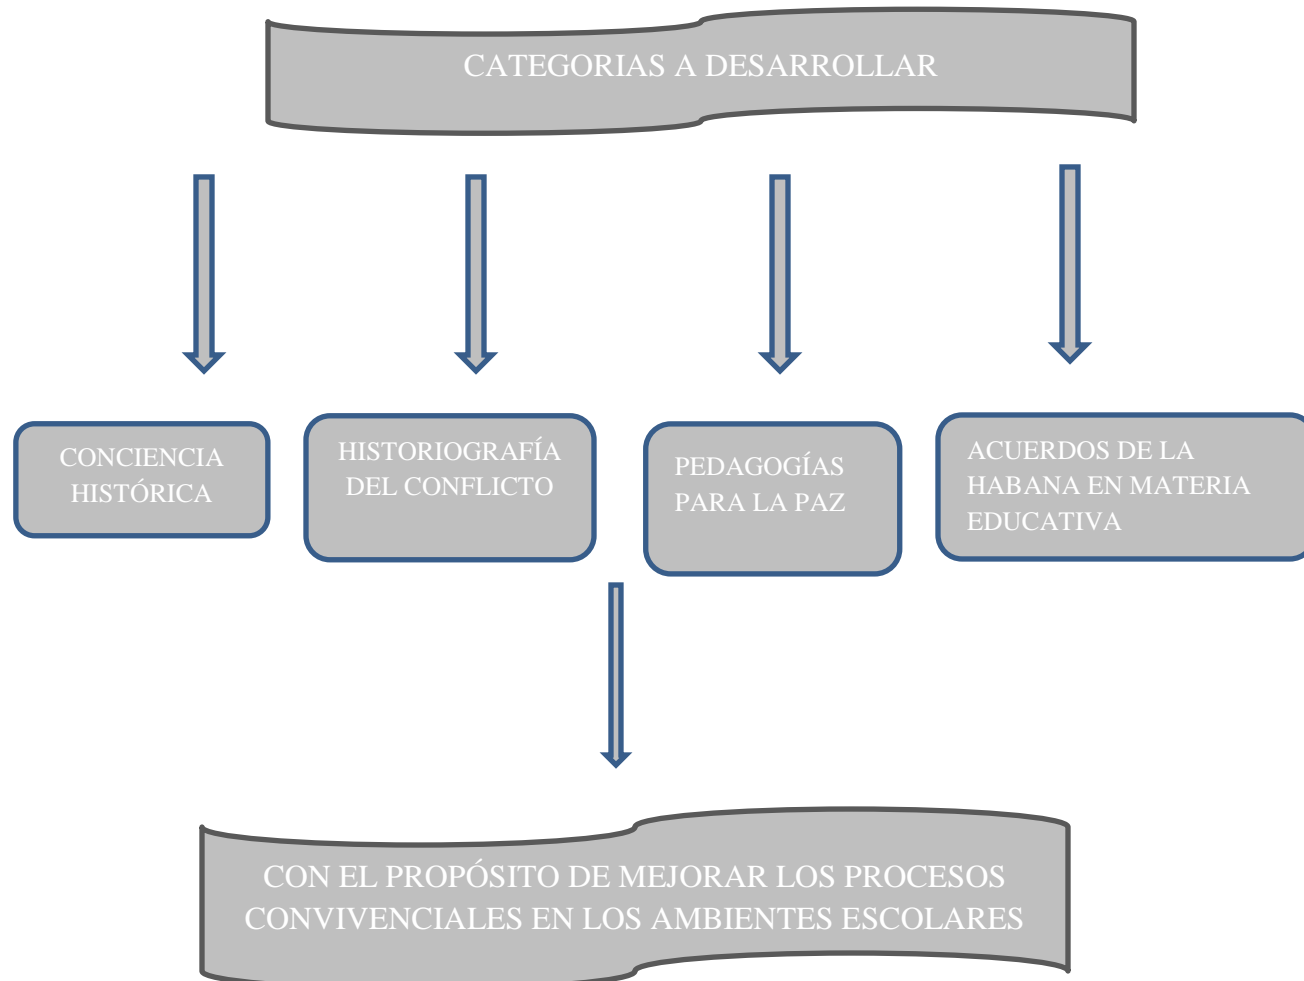 CATEGORIAS A DESARROLLAR
CONCIENCIA
HISTÓRICA
HISTORIOGRAFÍA
DEL CONFLICTO
PEDAGOGÍAS
PARA LA PAZ
ACUERDOS DE LA
HABANA EN MATERIA
EDUCATIVA
CON EL PROPÓSITO DE MEJORAR LOS PROCESOS
CONVIVENCIALES EN LOS AMBIENTES ESCOLARES